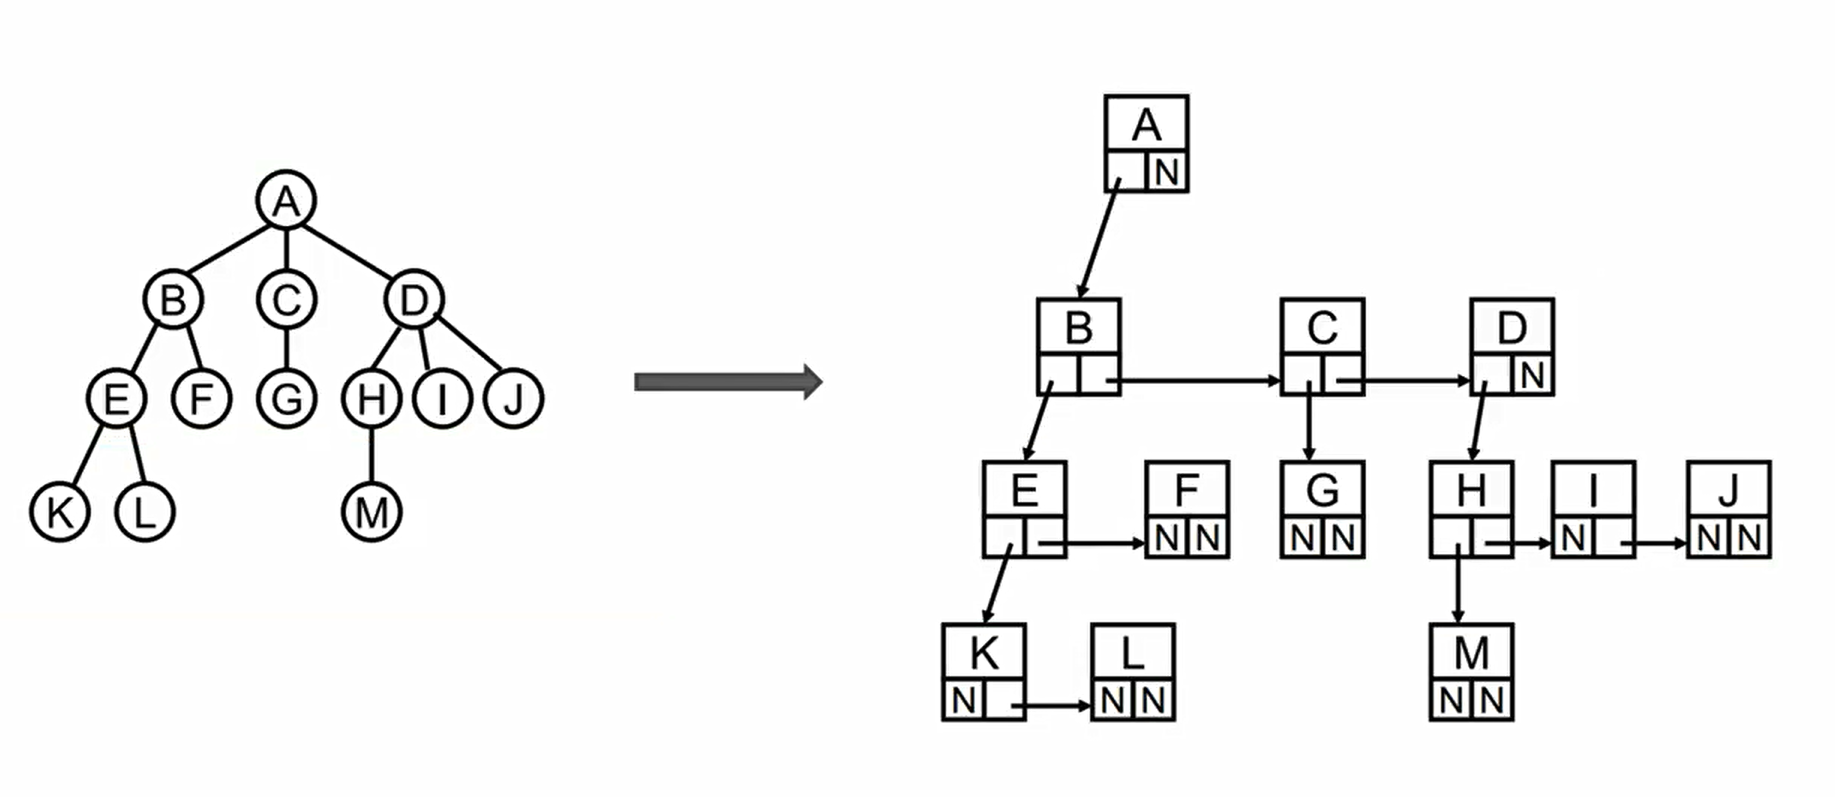 A
B C D
E F G H I J
K L M
A
N
B C D
N
E F G H I J
N N N N N N N
K L M
N N N N N